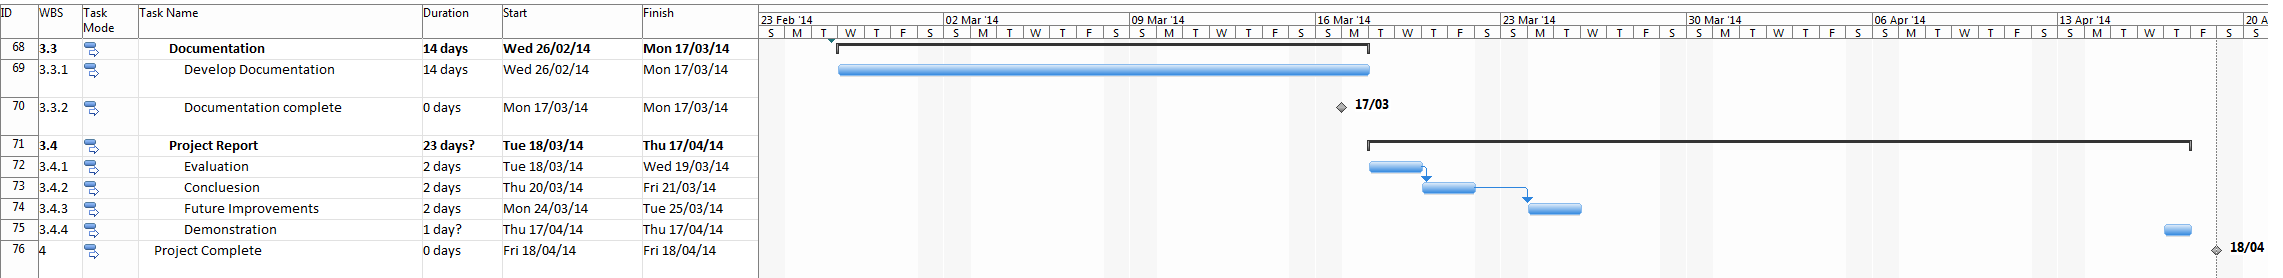 ID WBS Task Mode Task Name Duration Start Finish
23 Feb '14 02 Mar '14 09 Mar '14 16 Mar '14 23 Mar '14 30 Mar '14 06 Apr '14 13 Apr '14 20 A
S M T W T F S S M T W T F S S M T W T F S S M T W T F S S M T W T F S S M T W T F S S M T W T F S S M T W T F S S
68 3.3 Documentation 14 days Wed 26/02/14 Mon 17/03/14
69 3.3.1 Develop Documentation 14 days Wed 26/02/14 Mon 17/03/14
70 3.3.2 Documentation complete 0 days Mon 17/03/14 Mon 17/03/14 17/03
71 3.4 Project Report 23 days? Tue 18/03/14 Thu 17/04/14
72 3.4.1 Evaluation 2 days Tue 18/03/14 Wed 19/03/14
73 3.4.2 Concluesion 2 days Thu 20/03/14 Fri 21/03/14
74 3.4.3 Future Improvements 2 days Mon 24/03/14 Tue 25/03/14
75 3.4.4 Demonstration 1 day? Thu 17/04/14 Thu 17/04/14
76 4 Project Complete 0 days Fri 18/04/14 Fri 18/04/14 18/04